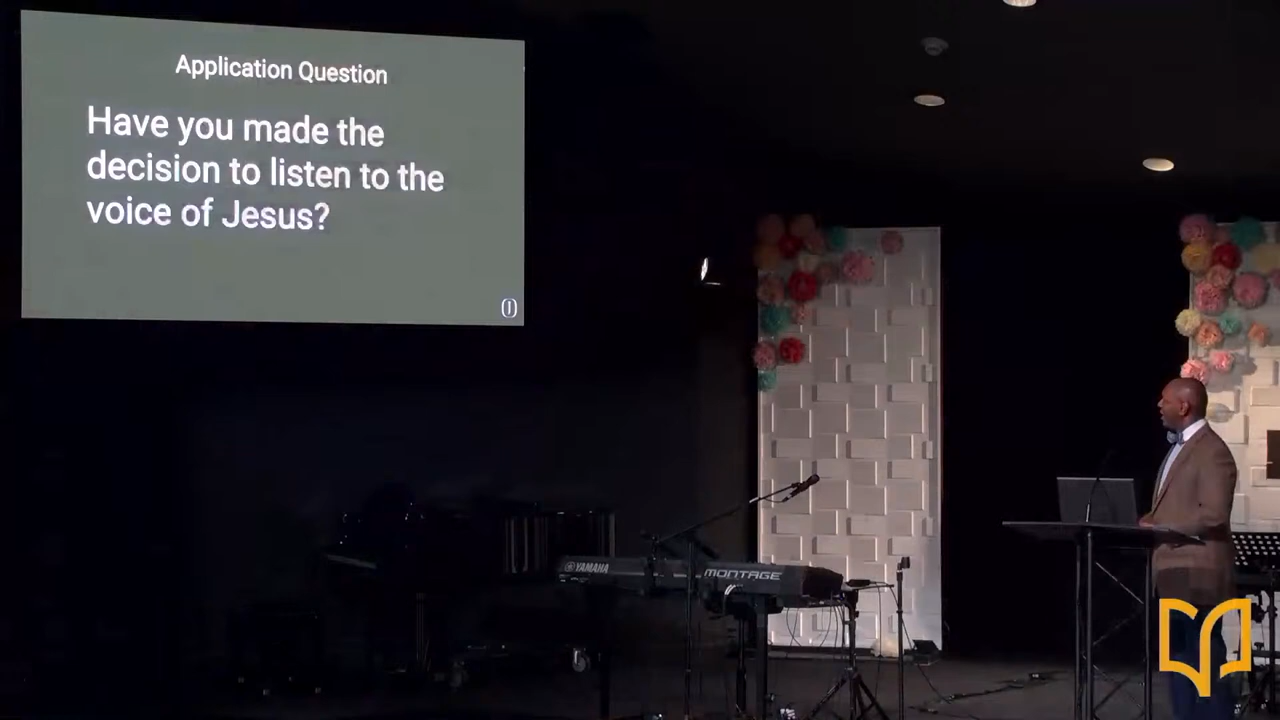 Application Question
Have you made the
decision to listen to the
voice of Jesus?
YAMAHA
MONTAGE